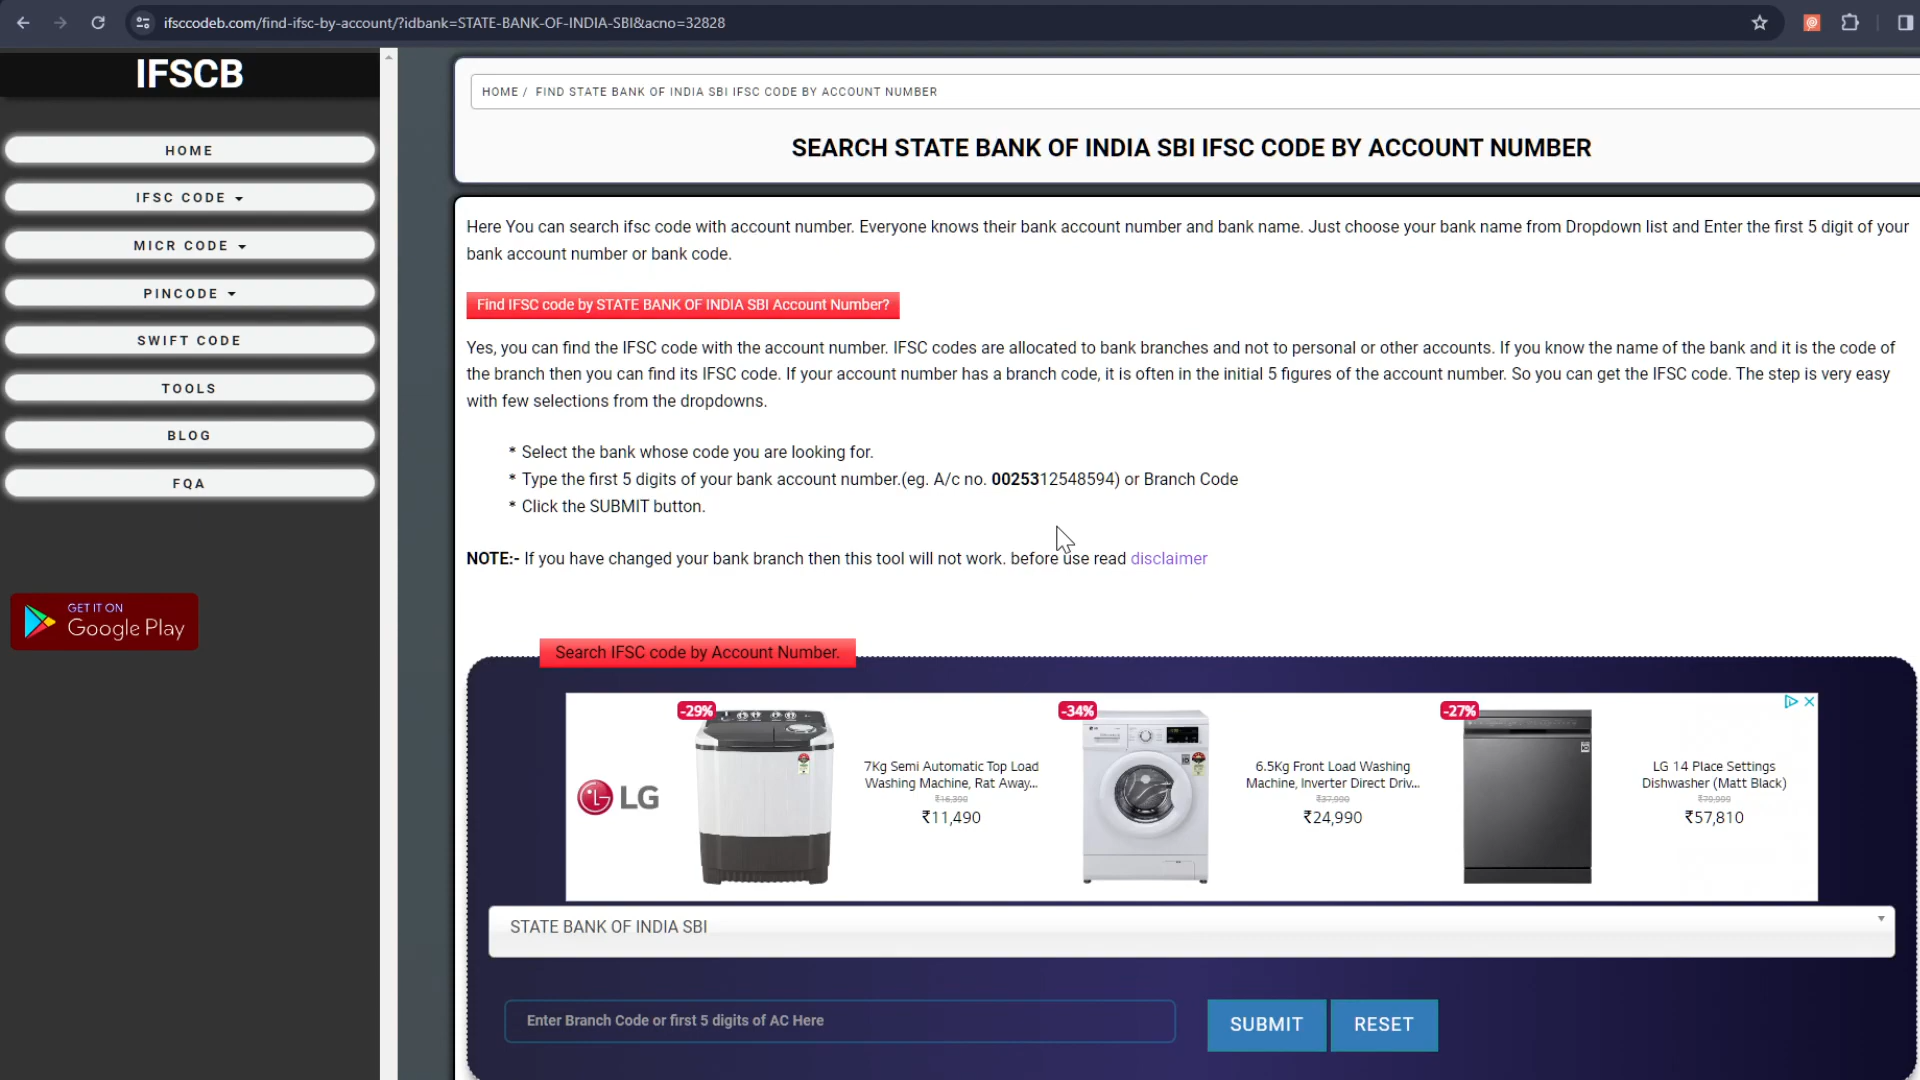 ifsccodeb.com/find-ifsc-by-account/?idbank=STATE-BANK-OF-INDIA-SBI&acno=32828
IFSCB
HOME
IFSC CODE
MICR CODE
PINCODE
SWIFT CODE
TOOLS
BLOG
FQA
GET IT ON
Google Play
HOME / FIND STATE BANK OF INDIA SBI IFSC CODE BY ACCOUNT NUMBER
SEARCH STATE BANK OF INDIA SBI IFSC CODE BY ACCOUNT NUMBER
Here You can search ifsc code with account number. Everyone knows their bank account number and bank name. Just choose your bank name from Dropdown list and Enter the first 5 digit of your
bank account number or bank code.
Find IFSC code by STATE BANK OF INDIA SBI Account Number?
Yes, you can find the IFSC code with the account number. IFSC codes are allocated to bank branches and not to personal or other accounts. If you know the name of the bank and it is the code of
the branch then you can find its IFSC code. If your account number has a branch code, it is often in the initial 5 figures of the account number. So you can get the IFSC code. The step is very easy
with few selections from the dropdowns.
* Select the bank whose code you are looking for.
* Type the first 5 digits of your bank account number.(eg. A/c no. 0025312548594) or Branch Code
* Click the SUBMIT button.
NOTE:- If you have changed your bank branch then this tool will not work. before use read disclaimer
Search IFSC code by Account Number.
LG
-29%
7Kg Semi Automatic Top Load
Washing Machine, Rat Away...
₹16,390
₹11,490
-34%
6.5Kg Front Load Washing
Machine, Inverter Direct Driv...
₹37,990
₹24,990
-27%
LG 14 Place Settings
Dishwasher (Matt Black)
₹79,999
₹57,810
STATE BANK OF INDIA SBI
Enter Branch Code or first 5 digits of AC Here
SUBMIT
RESET